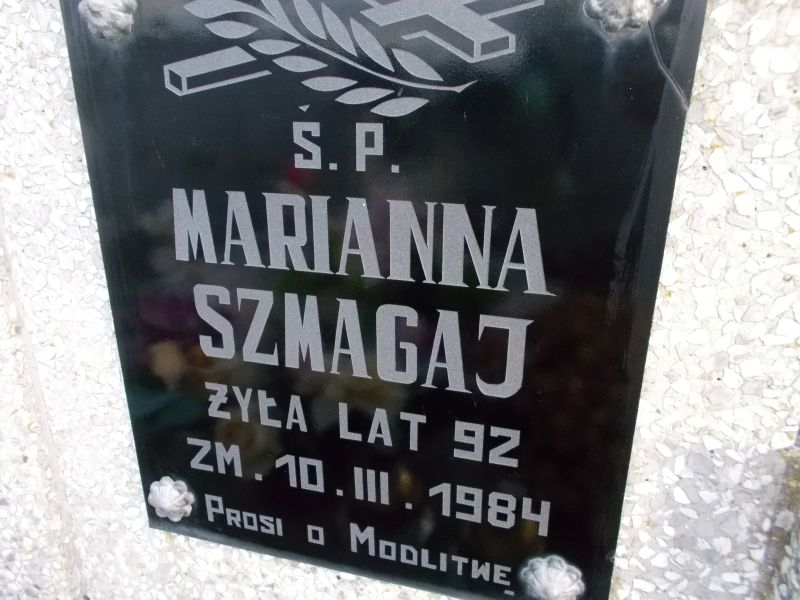 Ś. P.
MARIANNA
SZMAGAJ
ŻYŁA LAT 92
ZM. 10. III. 1984
PROSI O MODLITWĘ